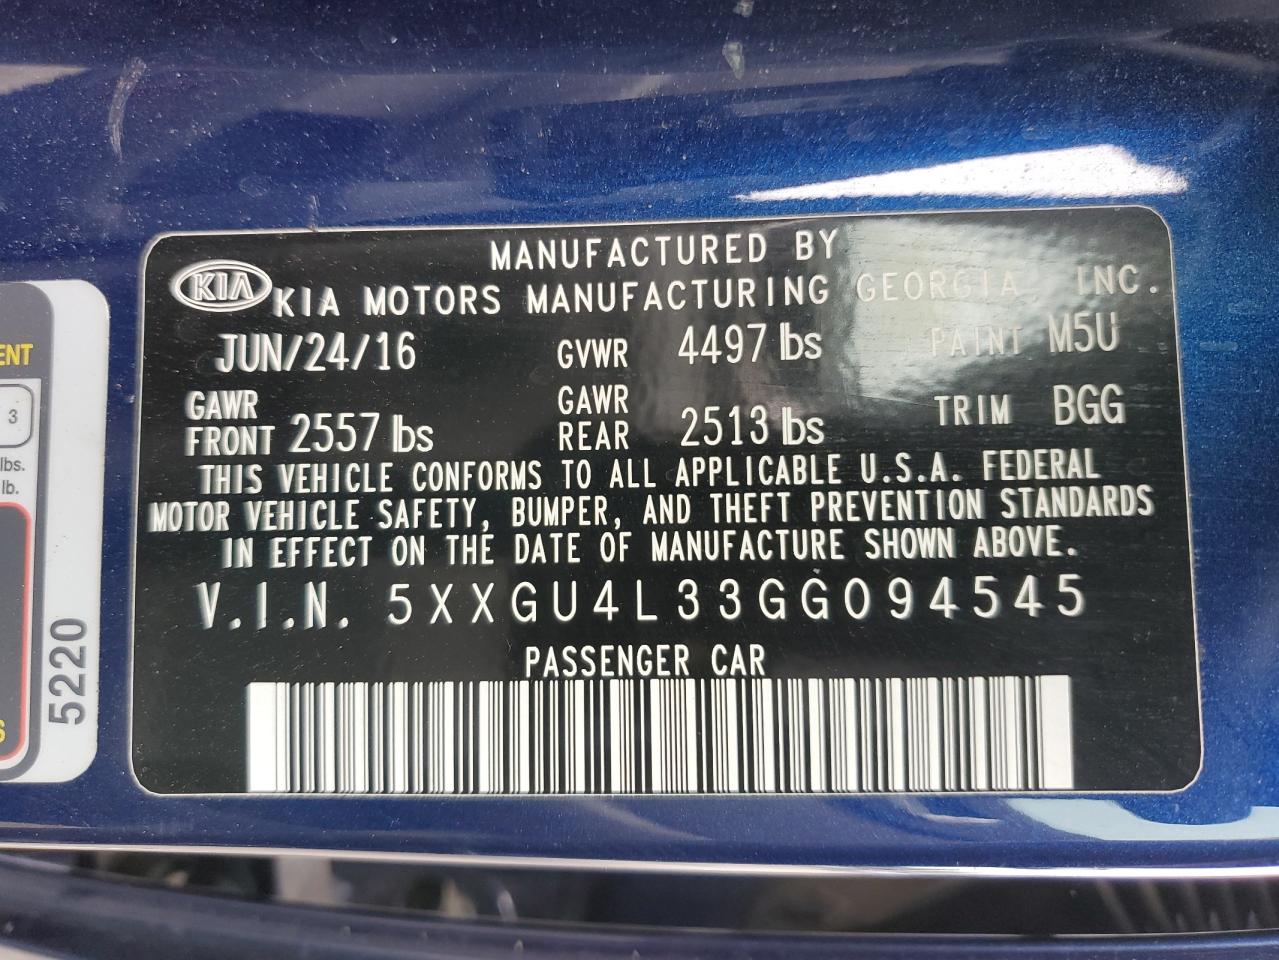 MANUFACTURED BY
KIA KIA MOTORS MANUFACTURING GEORGIA, INC.
JUN/24/16 GVWR 4497 lbs PAINT M5U
GAWR FRONT 2557 lbs GAWR REAR 2513 lbs TRIM BGG
THIS VEHICLE CONFORMS TO ALL APPLICABLE U.S.A. FEDERAL
MOTOR VEHICLE SAFETY, BUMPER, AND THEFT PREVENTION STANDARDS
IN EFFECT ON THE DATE OF MANUFACTURE SHOWN ABOVE.
V.I.N. 5XXGU4L33GG094545
PASSENGER CAR
ENT
3
lbs.
lb.
S
5220